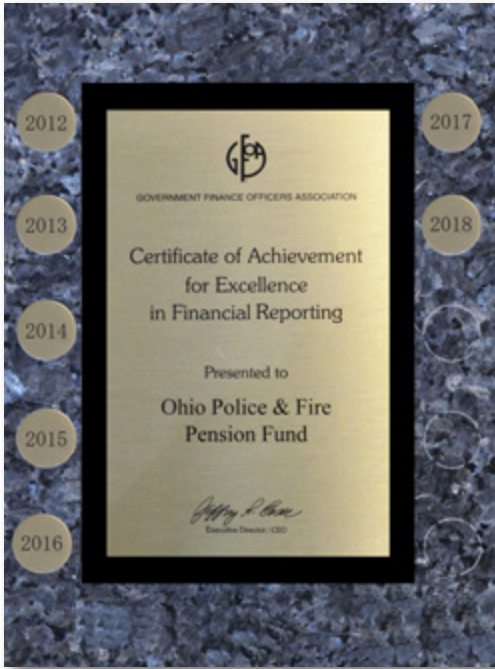 2012
2013
2014
2015
2016
GFOA
GOVERNMENT FINANCE OFFICERS ASSOCIATION
Certificate of Achievement
for Excellence
in Financial Reporting
Presented to
Ohio Police & Fire
Pension Fund
Executive Director / CEO
2017
2018